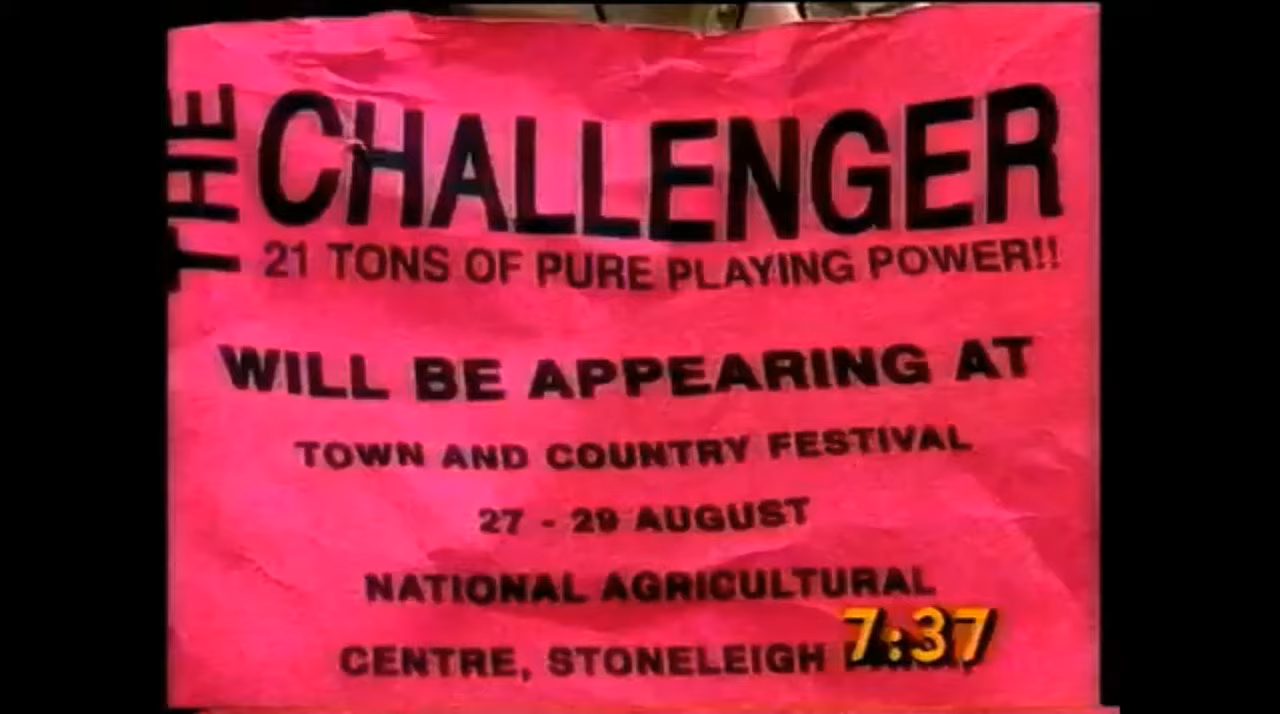 THE CHALLENGER
21 TONS OF PURE PLAYING POWER!!
WILL BE APPEARING AT
TOWN AND COUNTRY FESTIVAL
27 - 29 AUGUST
NATIONAL AGRICULTURAL
CENTRE, STONELEIGH
7:37